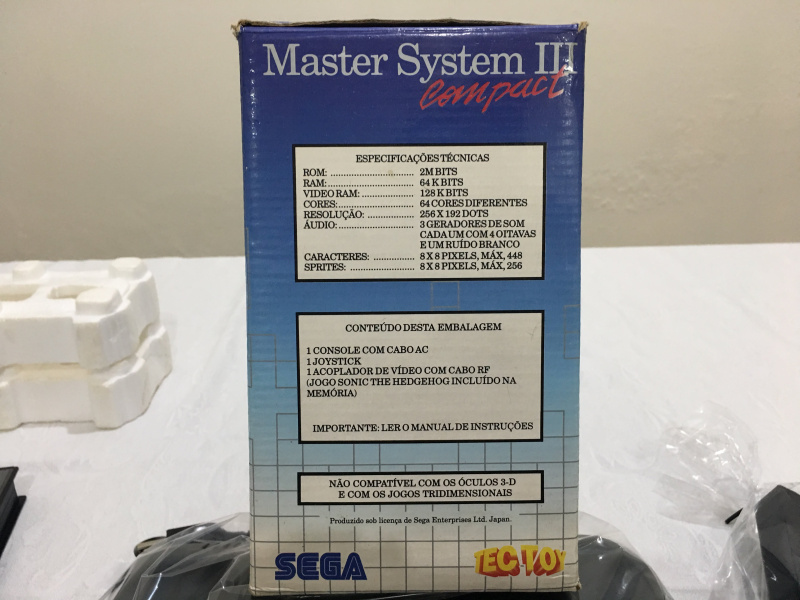 Master System III
Compact
ESPECIFICAÇÕES TÉCNICAS
ROM: ........................... 2M BITS
RAM: ........................... 64 K BITS
VIDEO RAM: ................. 128 K BITS
CORES: ........................ 64 CORES DIFERENTES
RESOLUÇÃO: ............... 256 X 192 DOTS
ÁUDIO: ........................ 3 GERADORES DE SOM
CADA UM COM 4 OITAVAS
E UM RUÍDO BRANCO
CARACTERES: ............. 8 X 8 PIXELS, MÁX, 448
SPRITES: ..................... 8 X 8 PIXELS, MÁX, 256
CONTEÚDO DESTA EMBALAGEM
1 CONSOLE COM CABO AC
1 JOYSTICK
1 ACOPLADOR DE VÍDEO COM CABO RF
(JOGO SONIC THE HEDGEHOG INCLUÍDO NA
MEMÓRIA)
IMPORTANTE: LER O MANUAL DE INSTRUÇÕES
NÃO COMPATÍVEL COM OS ÓCULOS 3-D
E COM OS JOGOS TRIDIMENSIONAIS
Produzido sob licença de Sega Enterprises Ltd. Japan.
SEGA TEC TOY